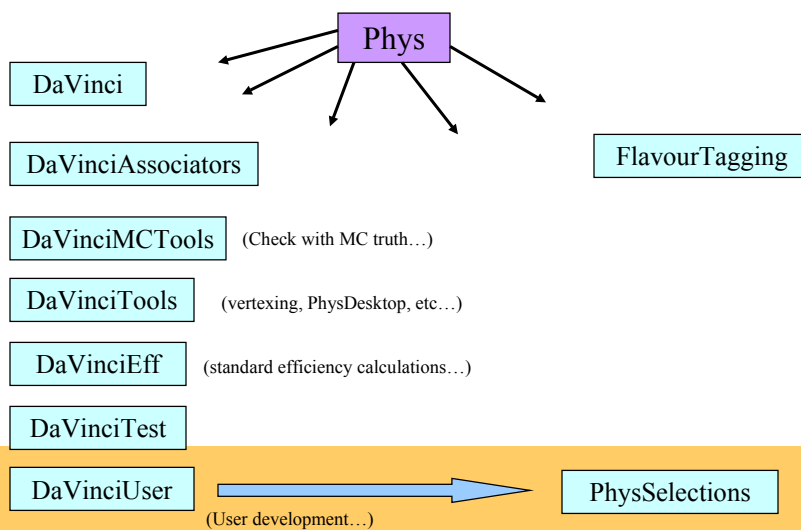 Phys
DaVinci
DaVinciAssociators
FlavourTagging
DaVinciMCTools
(Check with MC truth…)
DaVinciTools
(vertexing, PhysDesktop, etc…)
DaVinciEff
(standard efficiency calculations…)
DaVinciTest
DaVinciUser
PhysSelections
(User development…)